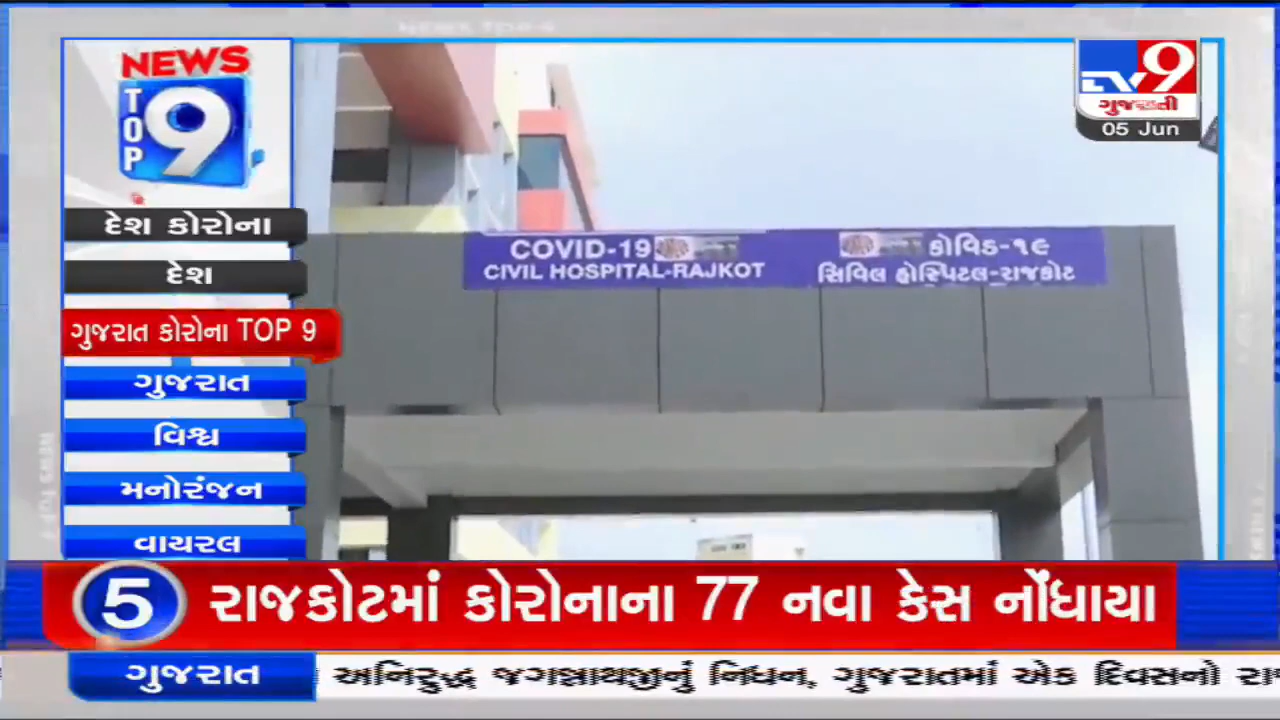 NEWS
TOP
9
TV9
ગુજરાતી
05 Jun
દેશ કોરોના
દેશ
ગુજરાત કોરોના TOP 9
ગુજરાત
વિશ્વ
મનોરંજન
વાયરલ
COVID-19
CIVIL HOSPITAL-RAJKOT
કોવિડ-૧૯
સિવિલ હોસ્પિટલ-રાજકોટ
5 રાજકોટમાં કોરોનાના 77 નવા કેસ નોંધાયા
ગુજરાત
અનિરુદ્ધ જગન્નાથજીનું નિધન, ગુજરાતમાં એક દિવસનો